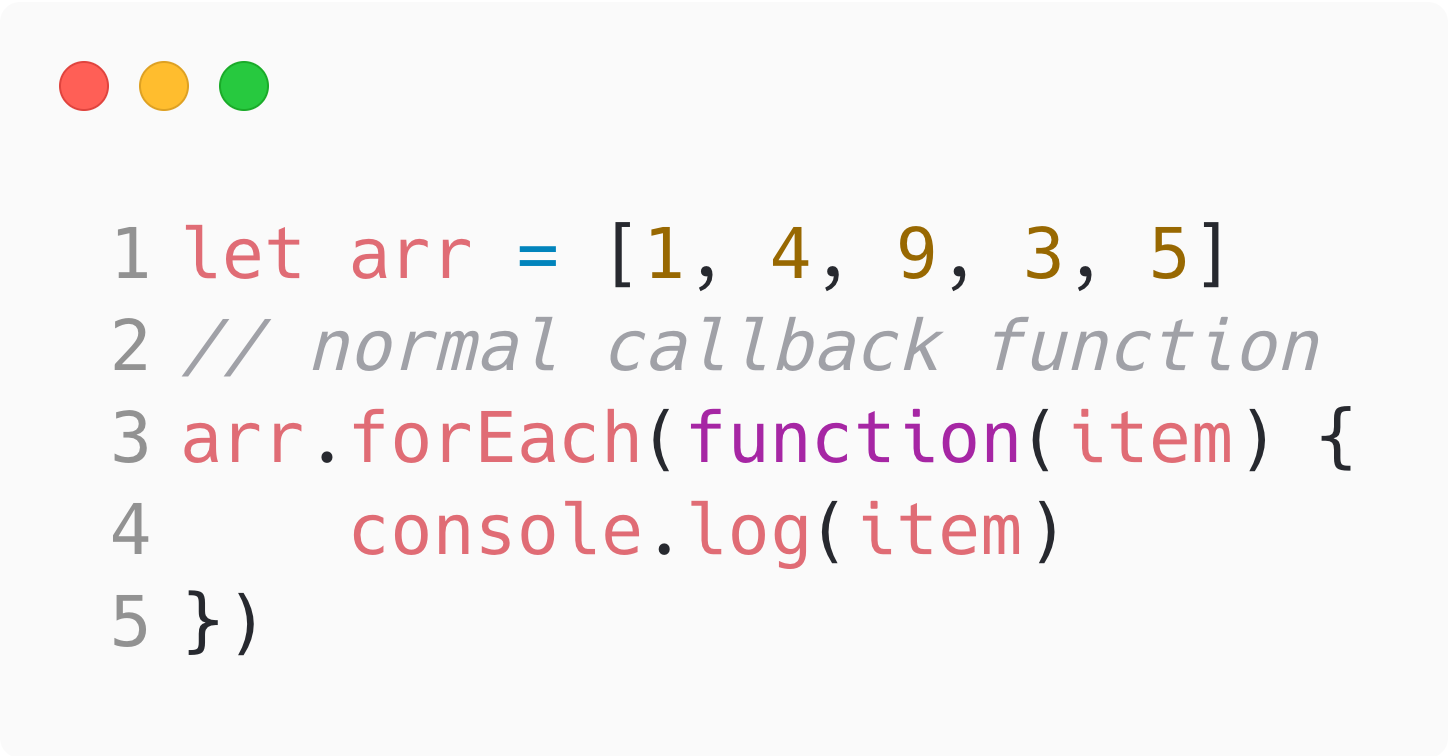 1 let arr = [1, 4, 9, 3, 5]
2 // normal callback function
3 arr.forEach(function(item) {
4     console.log(item)
5 })